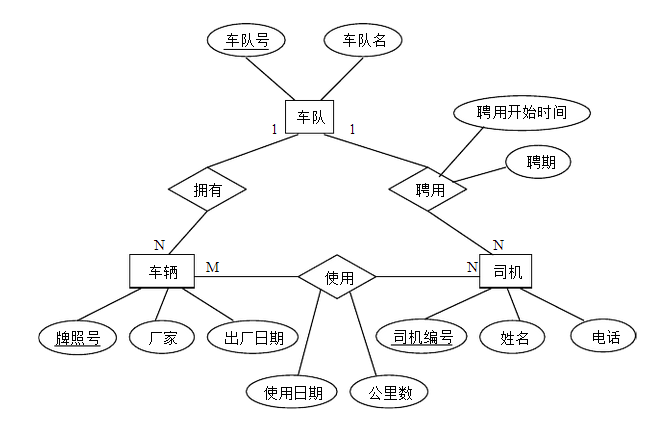 车队号
车队名
车队
1
1
聘用开始时间
聘期
拥有
聘用
N
N
车辆
M
使用
N
司机
牌照号
厂家
出厂日期
司机编号
姓名
电话
使用日期
公里数